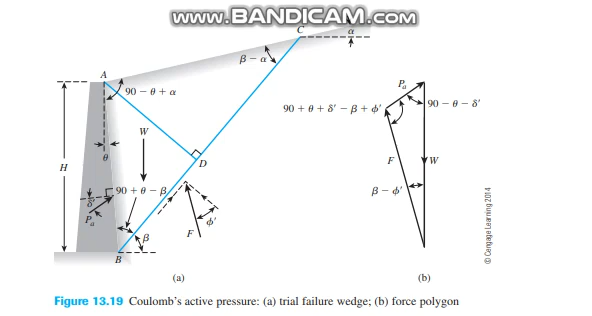 www.BANDICAM.COM
C
α
β − α
A
90 − θ + α
W
θ
H
D
90 + θ − β
δ′
Pa
β
F
ϕ′
B
(a)
Pa
90 + θ + δ′ − β + ϕ′
90 − θ − δ′
F
W
β − ϕ′
(b)
© Cengage Learning 2014
Figure 13.19 Coulomb's active pressure: (a) trial failure wedge; (b) force polygon